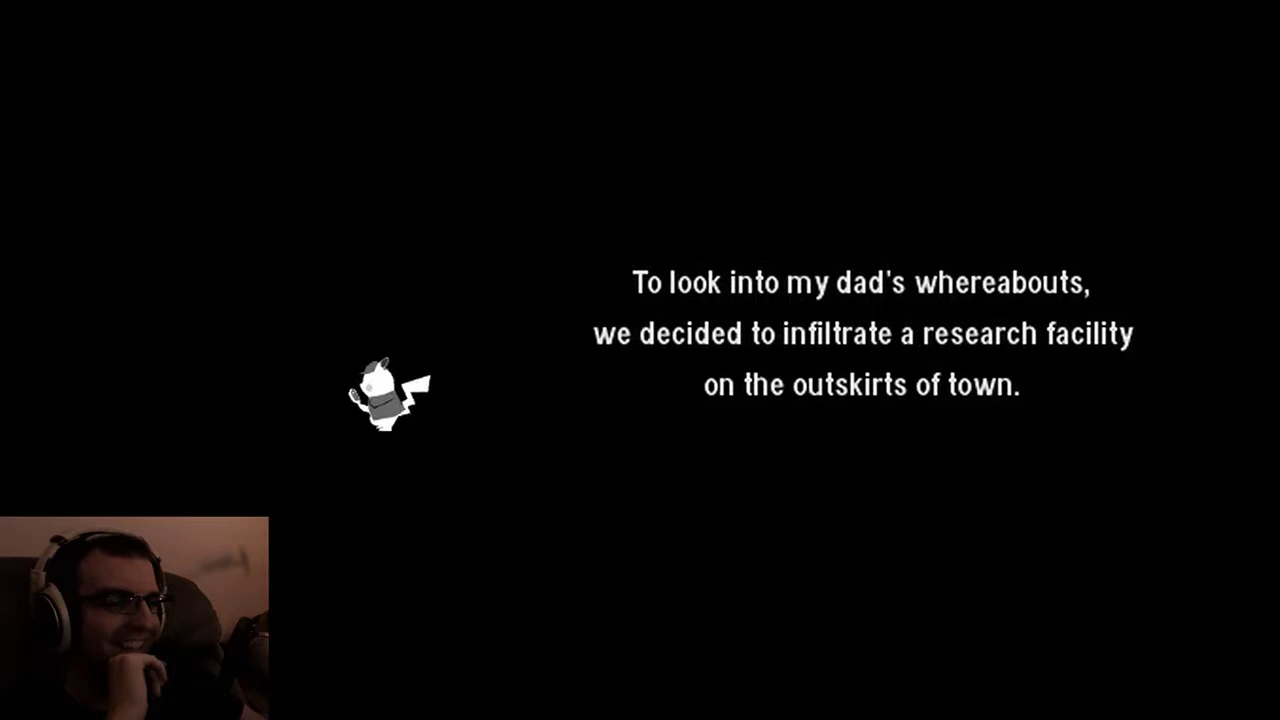 To look into my dad's whereabouts,
we decided to infiltrate a research facility
on the outskirts of town.